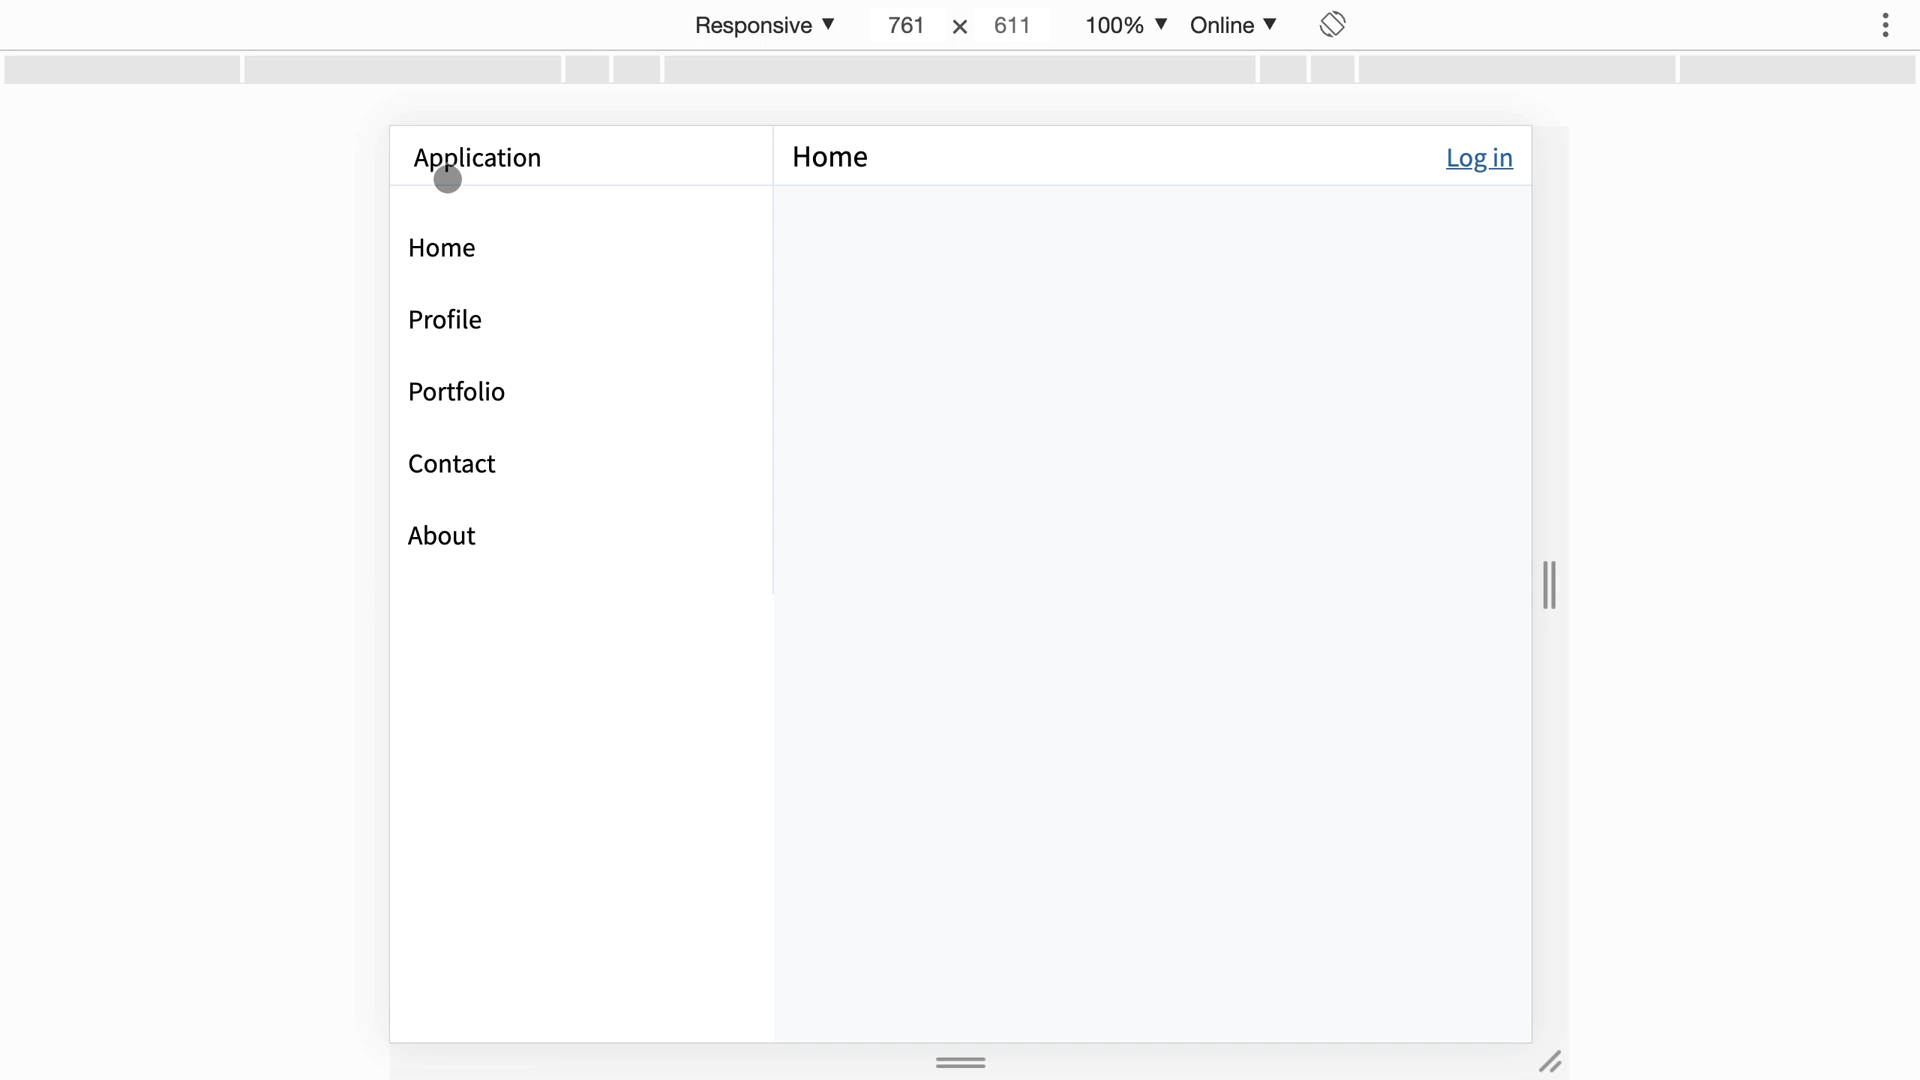 Responsive ▼ 761 × 611 100% ▼ Online ▼
Application
Home
Log in
Home
Profile
Portfolio
Contact
About